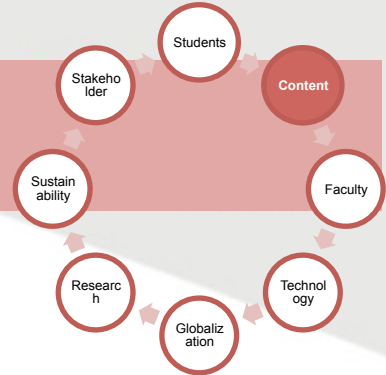 Students
Content
Faculty
Technol
ogy
Globaliz
ation
Researc
h
Sustain
ability
Stakeho
lder